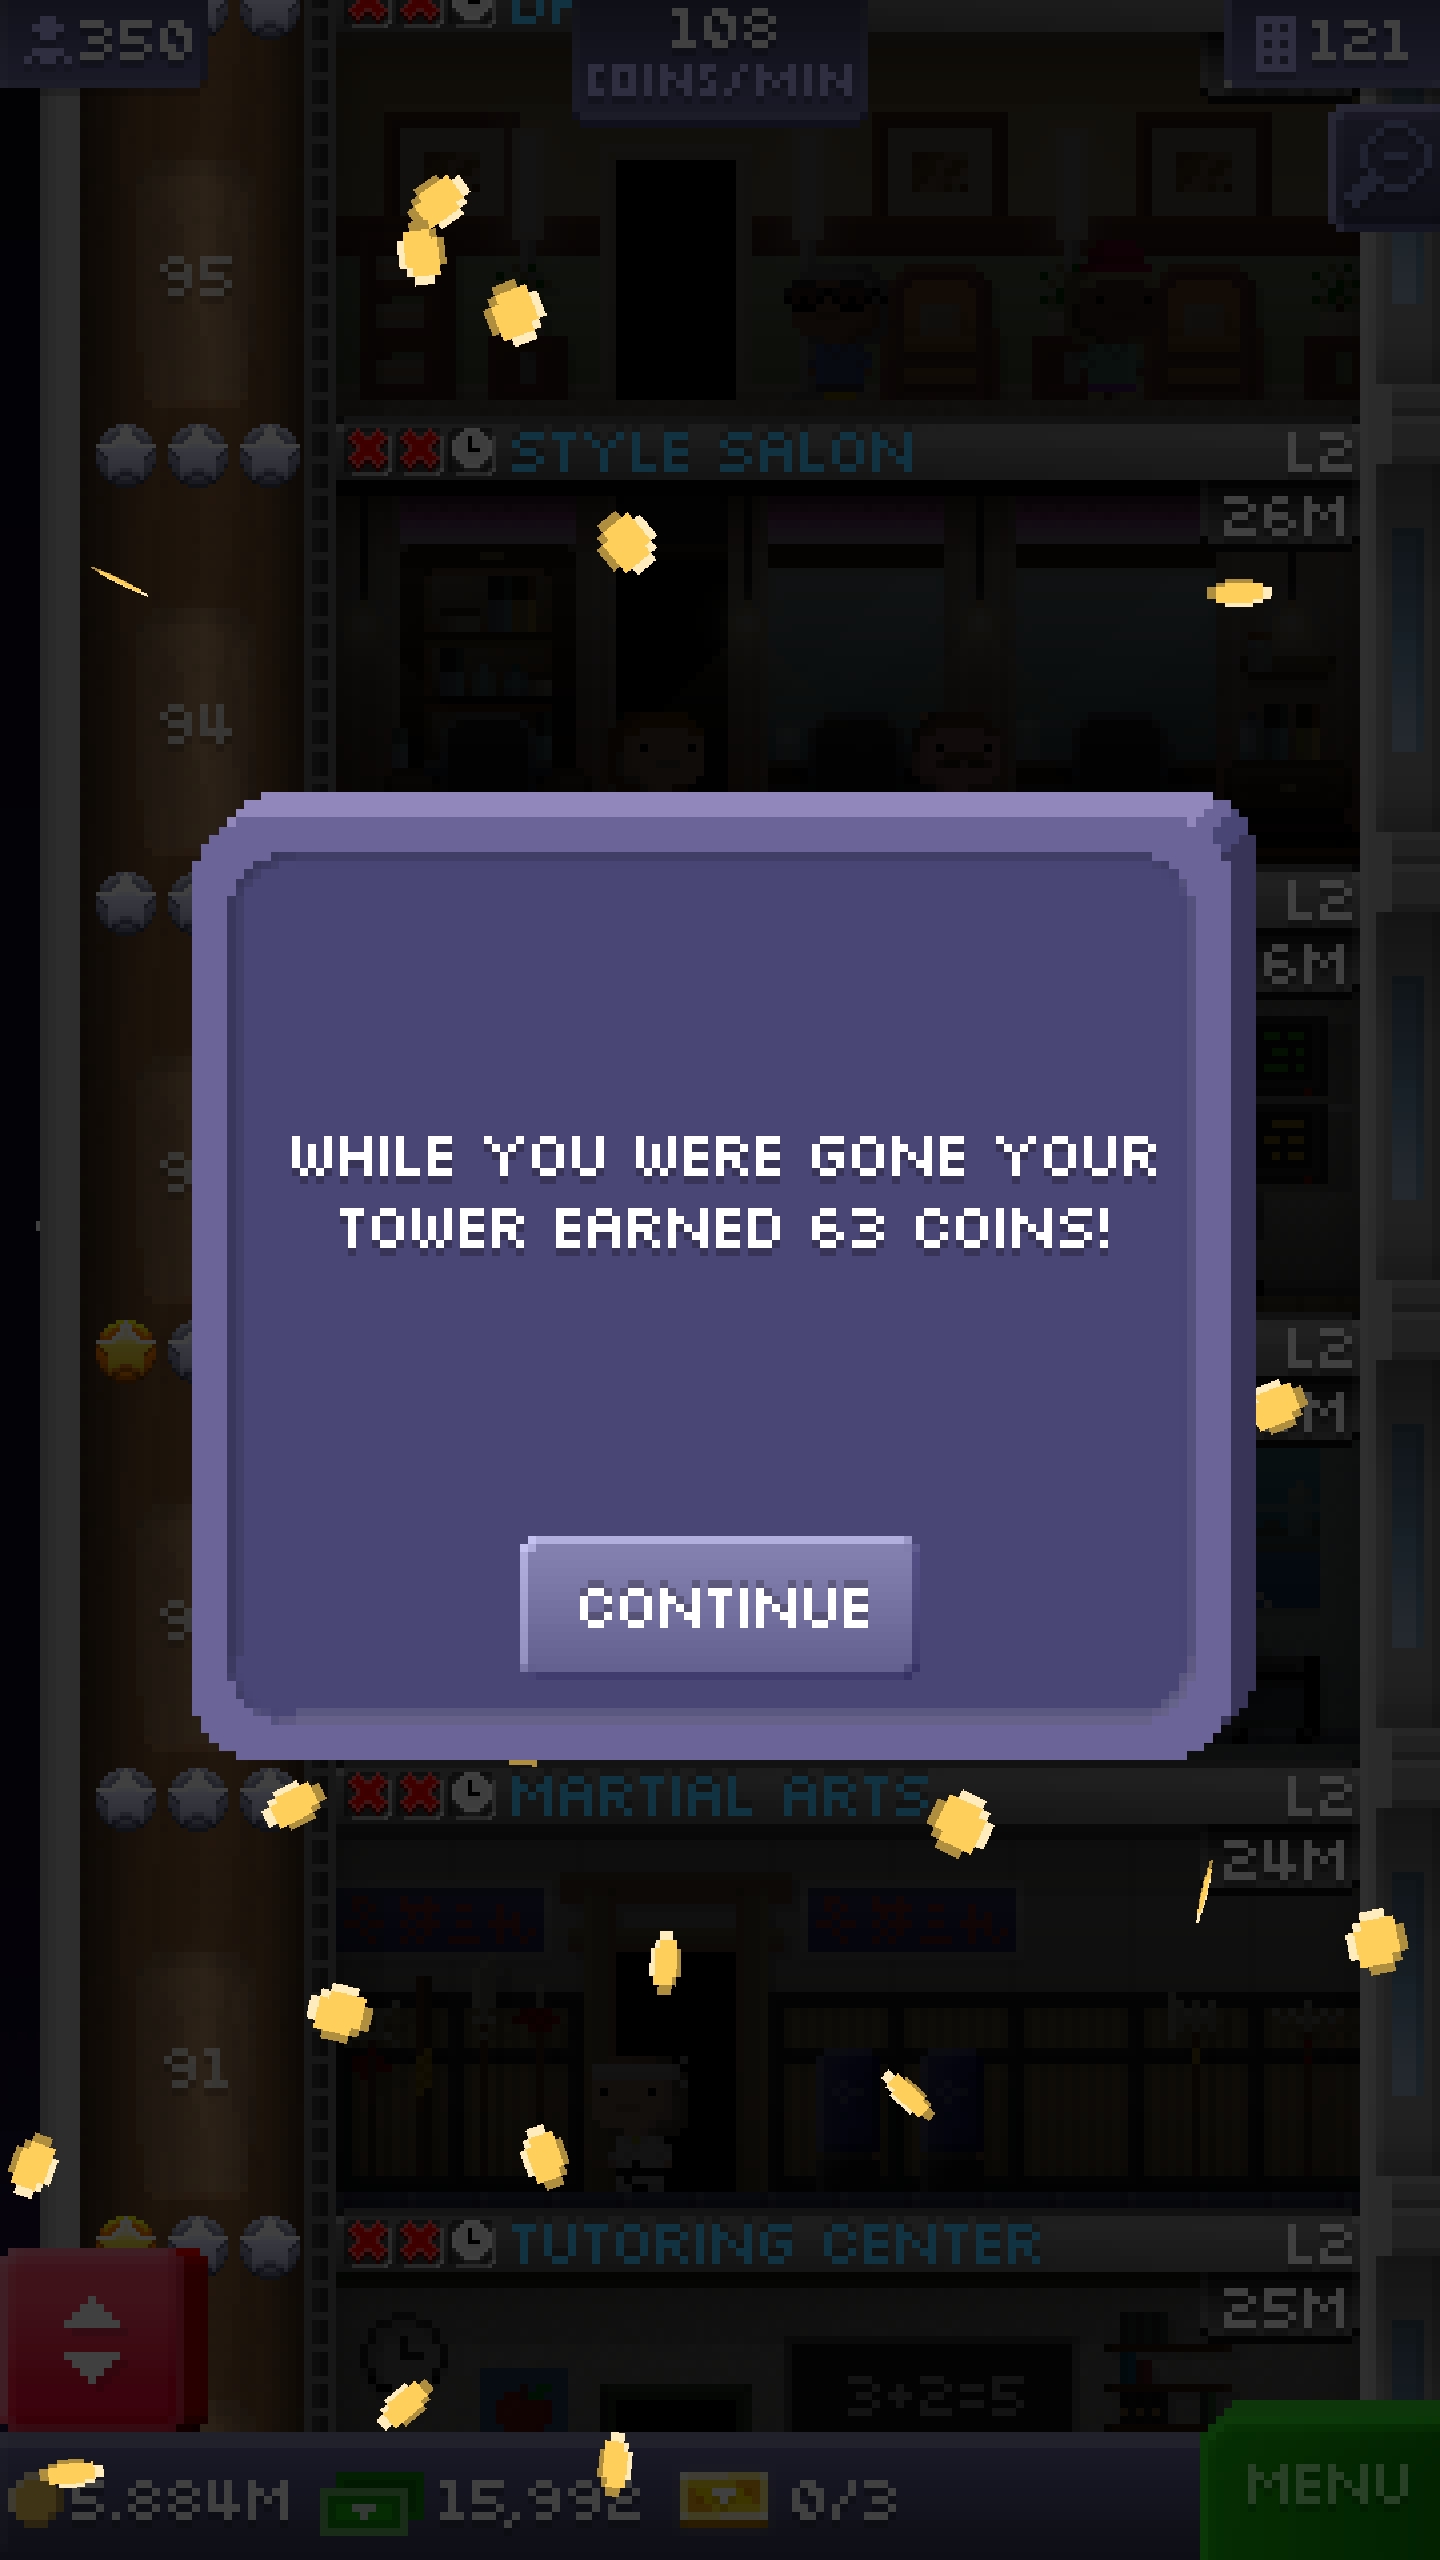 350
108
COINS/MIN
121
95
STYLE SALON L2
26M
94
L2
6M
WHILE YOU WERE GONE YOUR
TOWER EARNED 63 COINS!
L2
M
CONTINUE
MARTIAL ARTS L2
24M
91
TUTORING CENTER L2
25M
3+2=5
5.884M 15,992 0/3
MENU